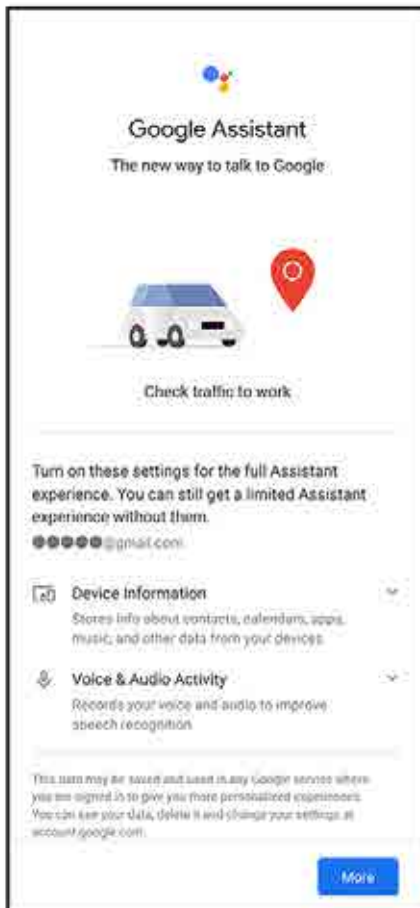 Google Assistant
The new way to talk to Google
Check traffic to work
Turn on these settings for the full Assistant
experience. You can still get a limited Assistant
experience without them.
@gmail.com
Device Information
Stores info about contacts, calendars, apps,
music, and other data from your devices
Voice & Audio Activity
Records your voice and audio to improve
speech recognition
This data may be saved and used in any Google service where
you are signed in to give you more personalized experiences.
You can see your data, delete it and change your settings at
account.google.com.
More